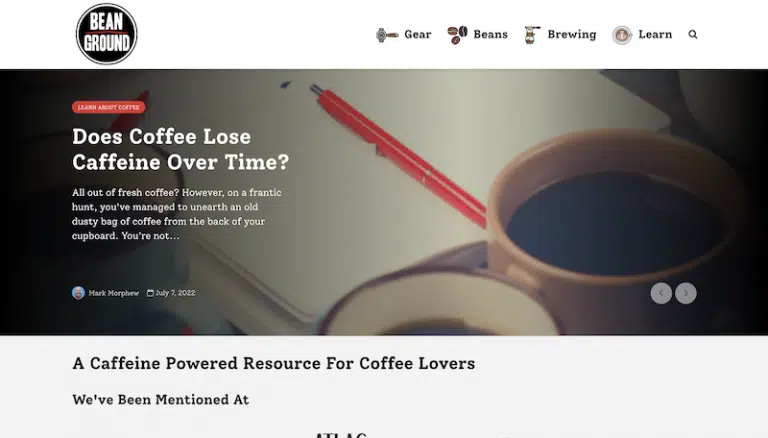 BEAN
GROUND
Gear Beans Brewing Learn
LEARN ABOUT COFFEE
Does Coffee Lose
Caffeine Over Time?
All out of fresh coffee? However, on a frantic
hunt, you've managed to unearth an old
dusty bag of coffee from the back of your
cupboard. You're not...
Mark Morphew July 7, 2022
A Caffeine Powered Resource For Coffee Lovers
We've Been Mentioned At